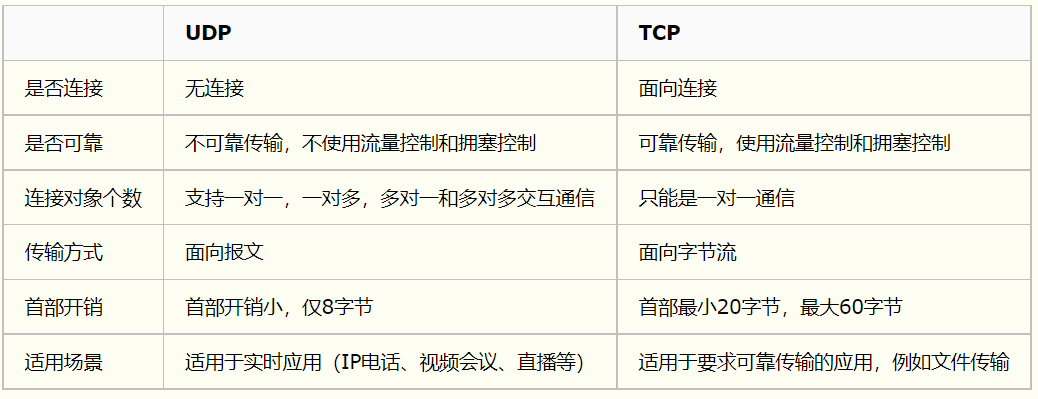 UDP TCP
是否连接 无连接 面向连接
是否可靠 不可靠传输，不使用流量控制和拥塞控制 可靠传输，使用流量控制和拥塞控制
连接对象个数 支持一对一，一对多，多对一和多对多交互通信 只能是一对一通信
传输方式 面向报文 面向字节流
首部开销 首部开销小，仅8字节 首部最小20字节，最大60字节
适用场景 适用于实时应用（IP电话、视频会议、直播等） 适用于要求可靠传输的应用，例如文件传输